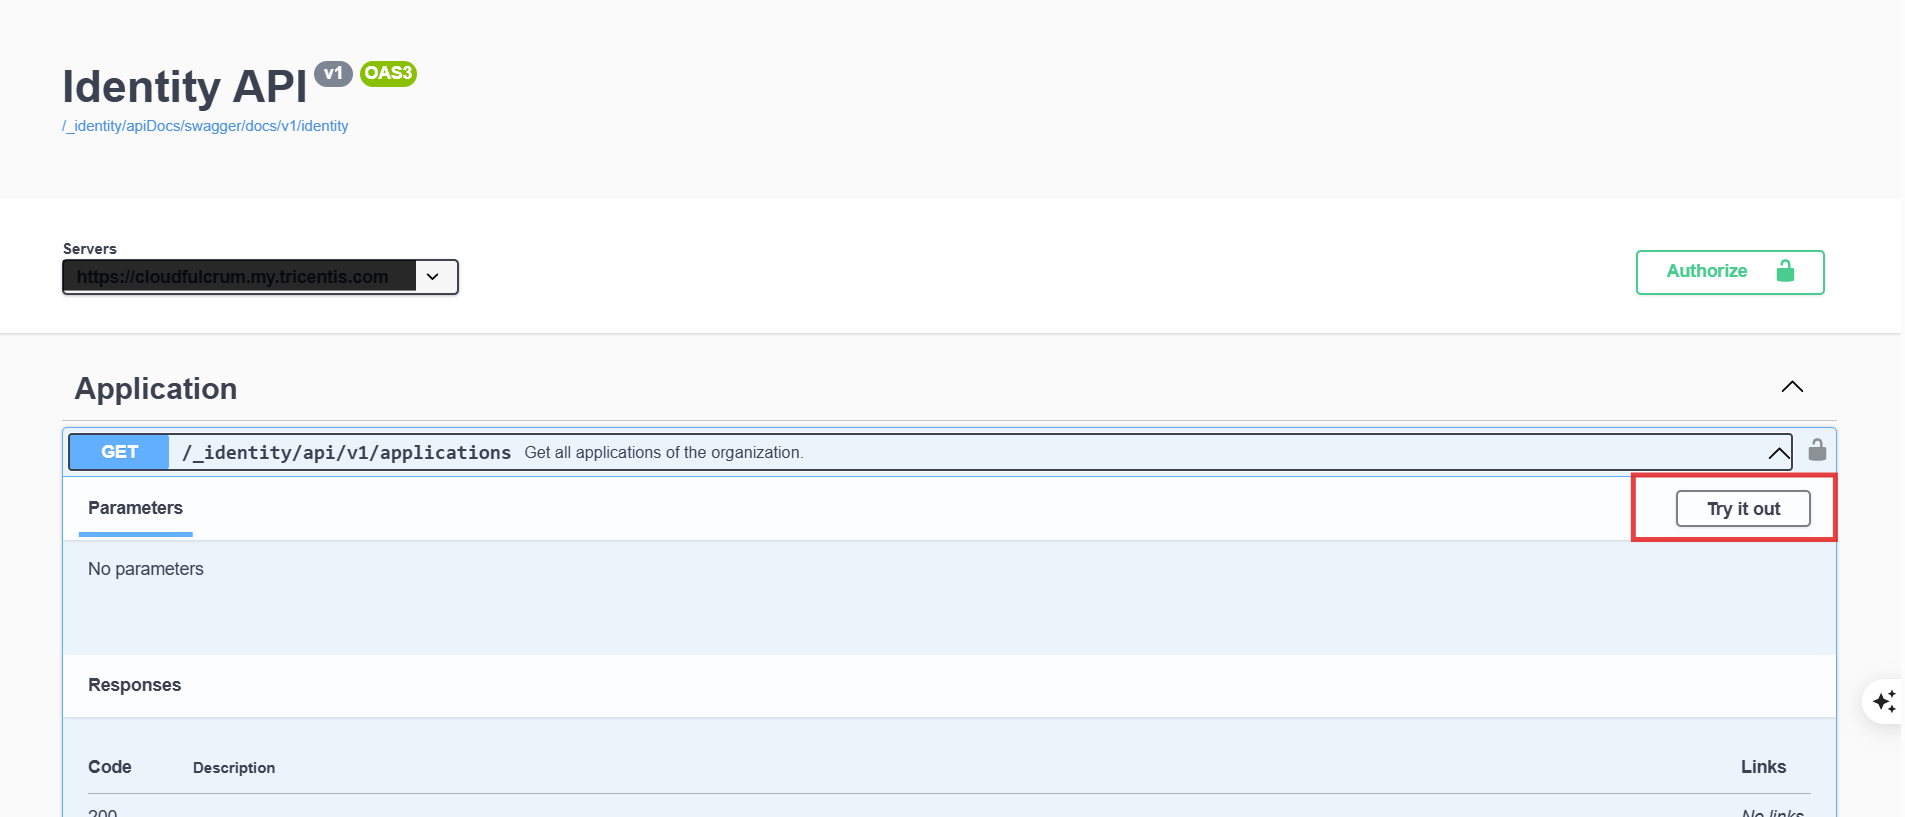 Identity API v1 OAS3
/_identity/apiDocs/swagger/docs/v1/identity
Servers
https://cloudfulcrum.my.tricentis.com
Authorize
Application
GET /_identity/api/v1/applications Get all applications of the organization.
Parameters
Try it out
No parameters
Responses
Code Description Links
200 No links